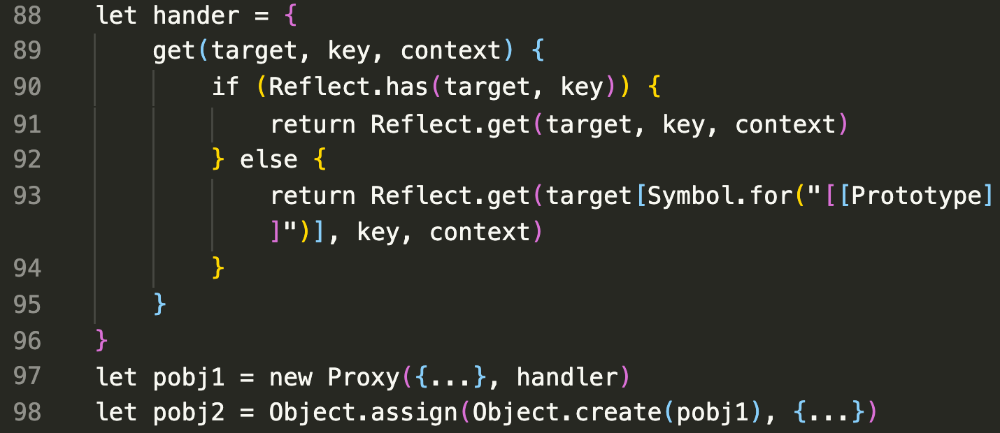 88 let hander = {
89 get(target, key, context) {
90 if (Reflect.has(target, key)) {
91 return Reflect.get(target, key, context)
92 } else {
93 return Reflect.get(target[Symbol.for("[[Prototype]
]")], key, context)
94 }
95 }
96 }
97 let pobj1 = new Proxy({...}, handler)
98 let pobj2 = Object.assign(Object.create(pobj1), {...})